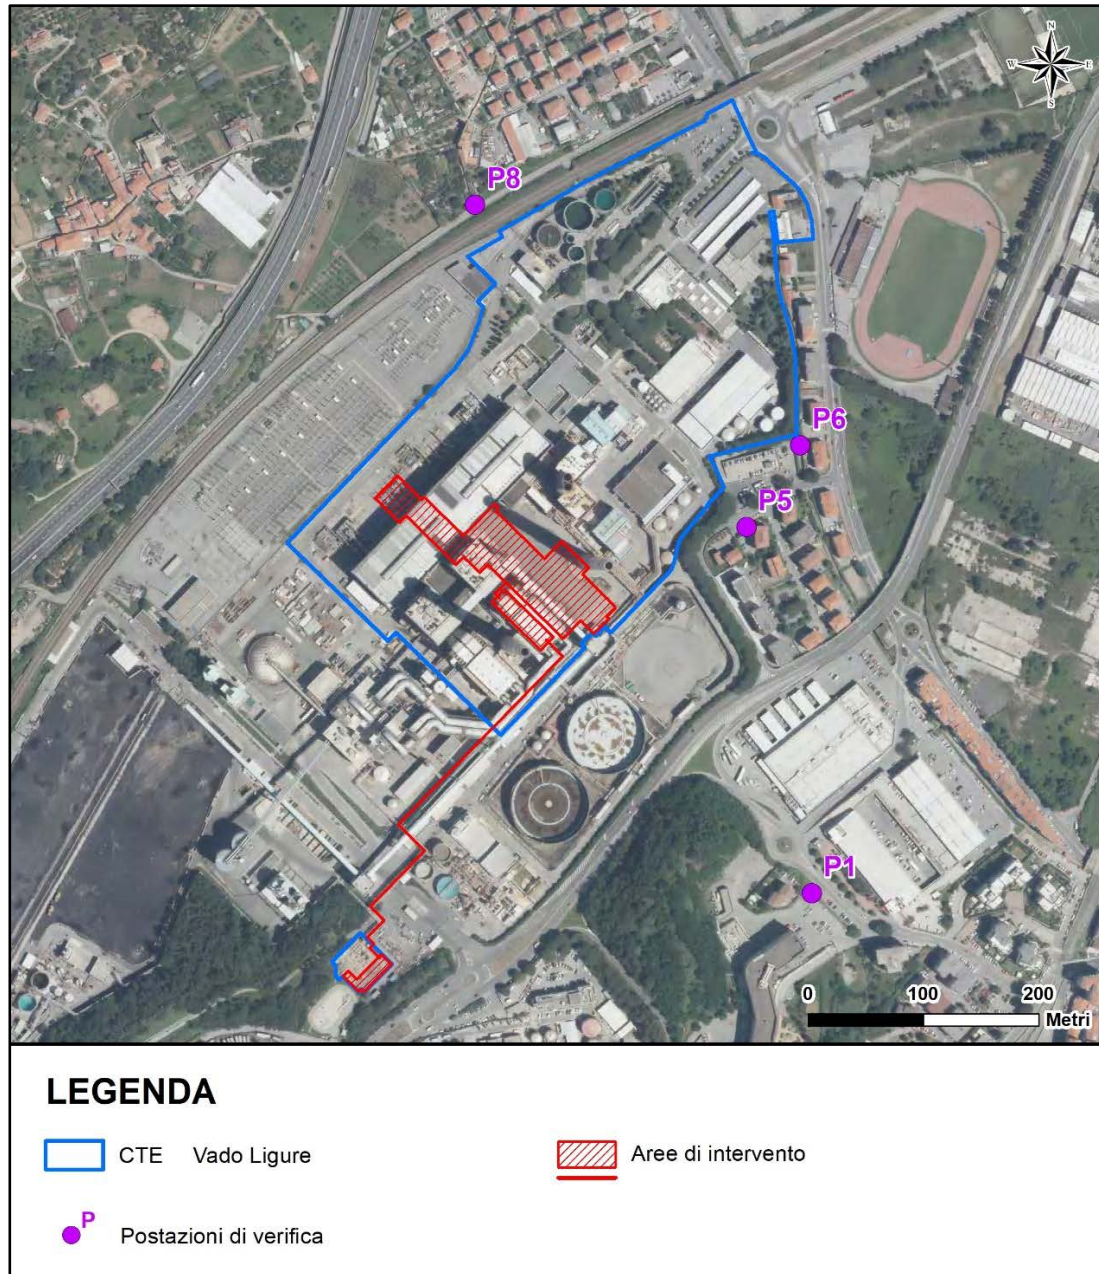 N
W E
S
P8
P6
P5
P1
0 100 200
Metri
LEGENDA
CTE Vado Ligure
Aree di intervento
P
Postazioni di verifica